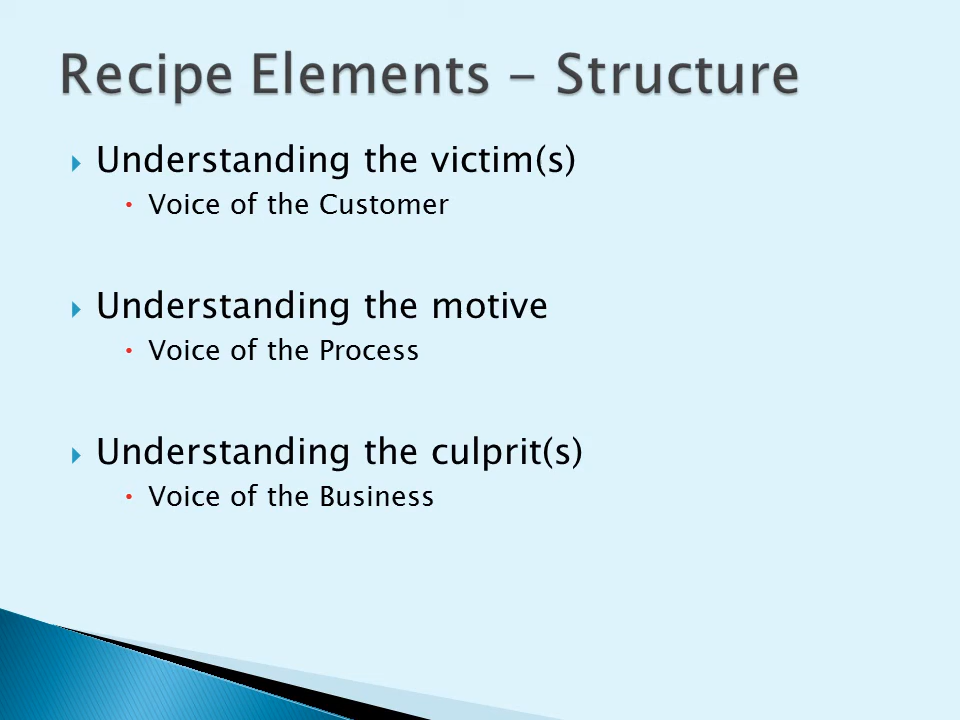 Recipe Elements - Structure
Understanding the victim(s)
Voice of the Customer
Understanding the motive
Voice of the Process
Understanding the culprit(s)
Voice of the Business